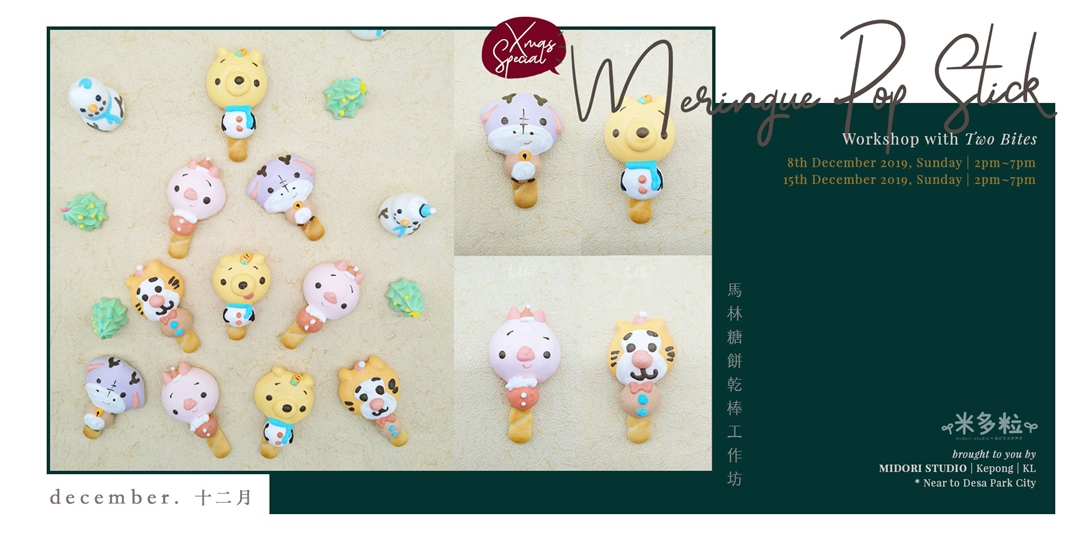 Xmas
Special
Meringue Pop Stick
Workshop with Two Bites
8th December 2019, Sunday | 2pm~7pm
15th December 2019, Sunday | 2pm~7pm
馬林糖餅乾棒工作坊
米多粒
brought to you by
MIDORI STUDIO | Kepong | KL
* Near to Desa Park City
december. 十二月